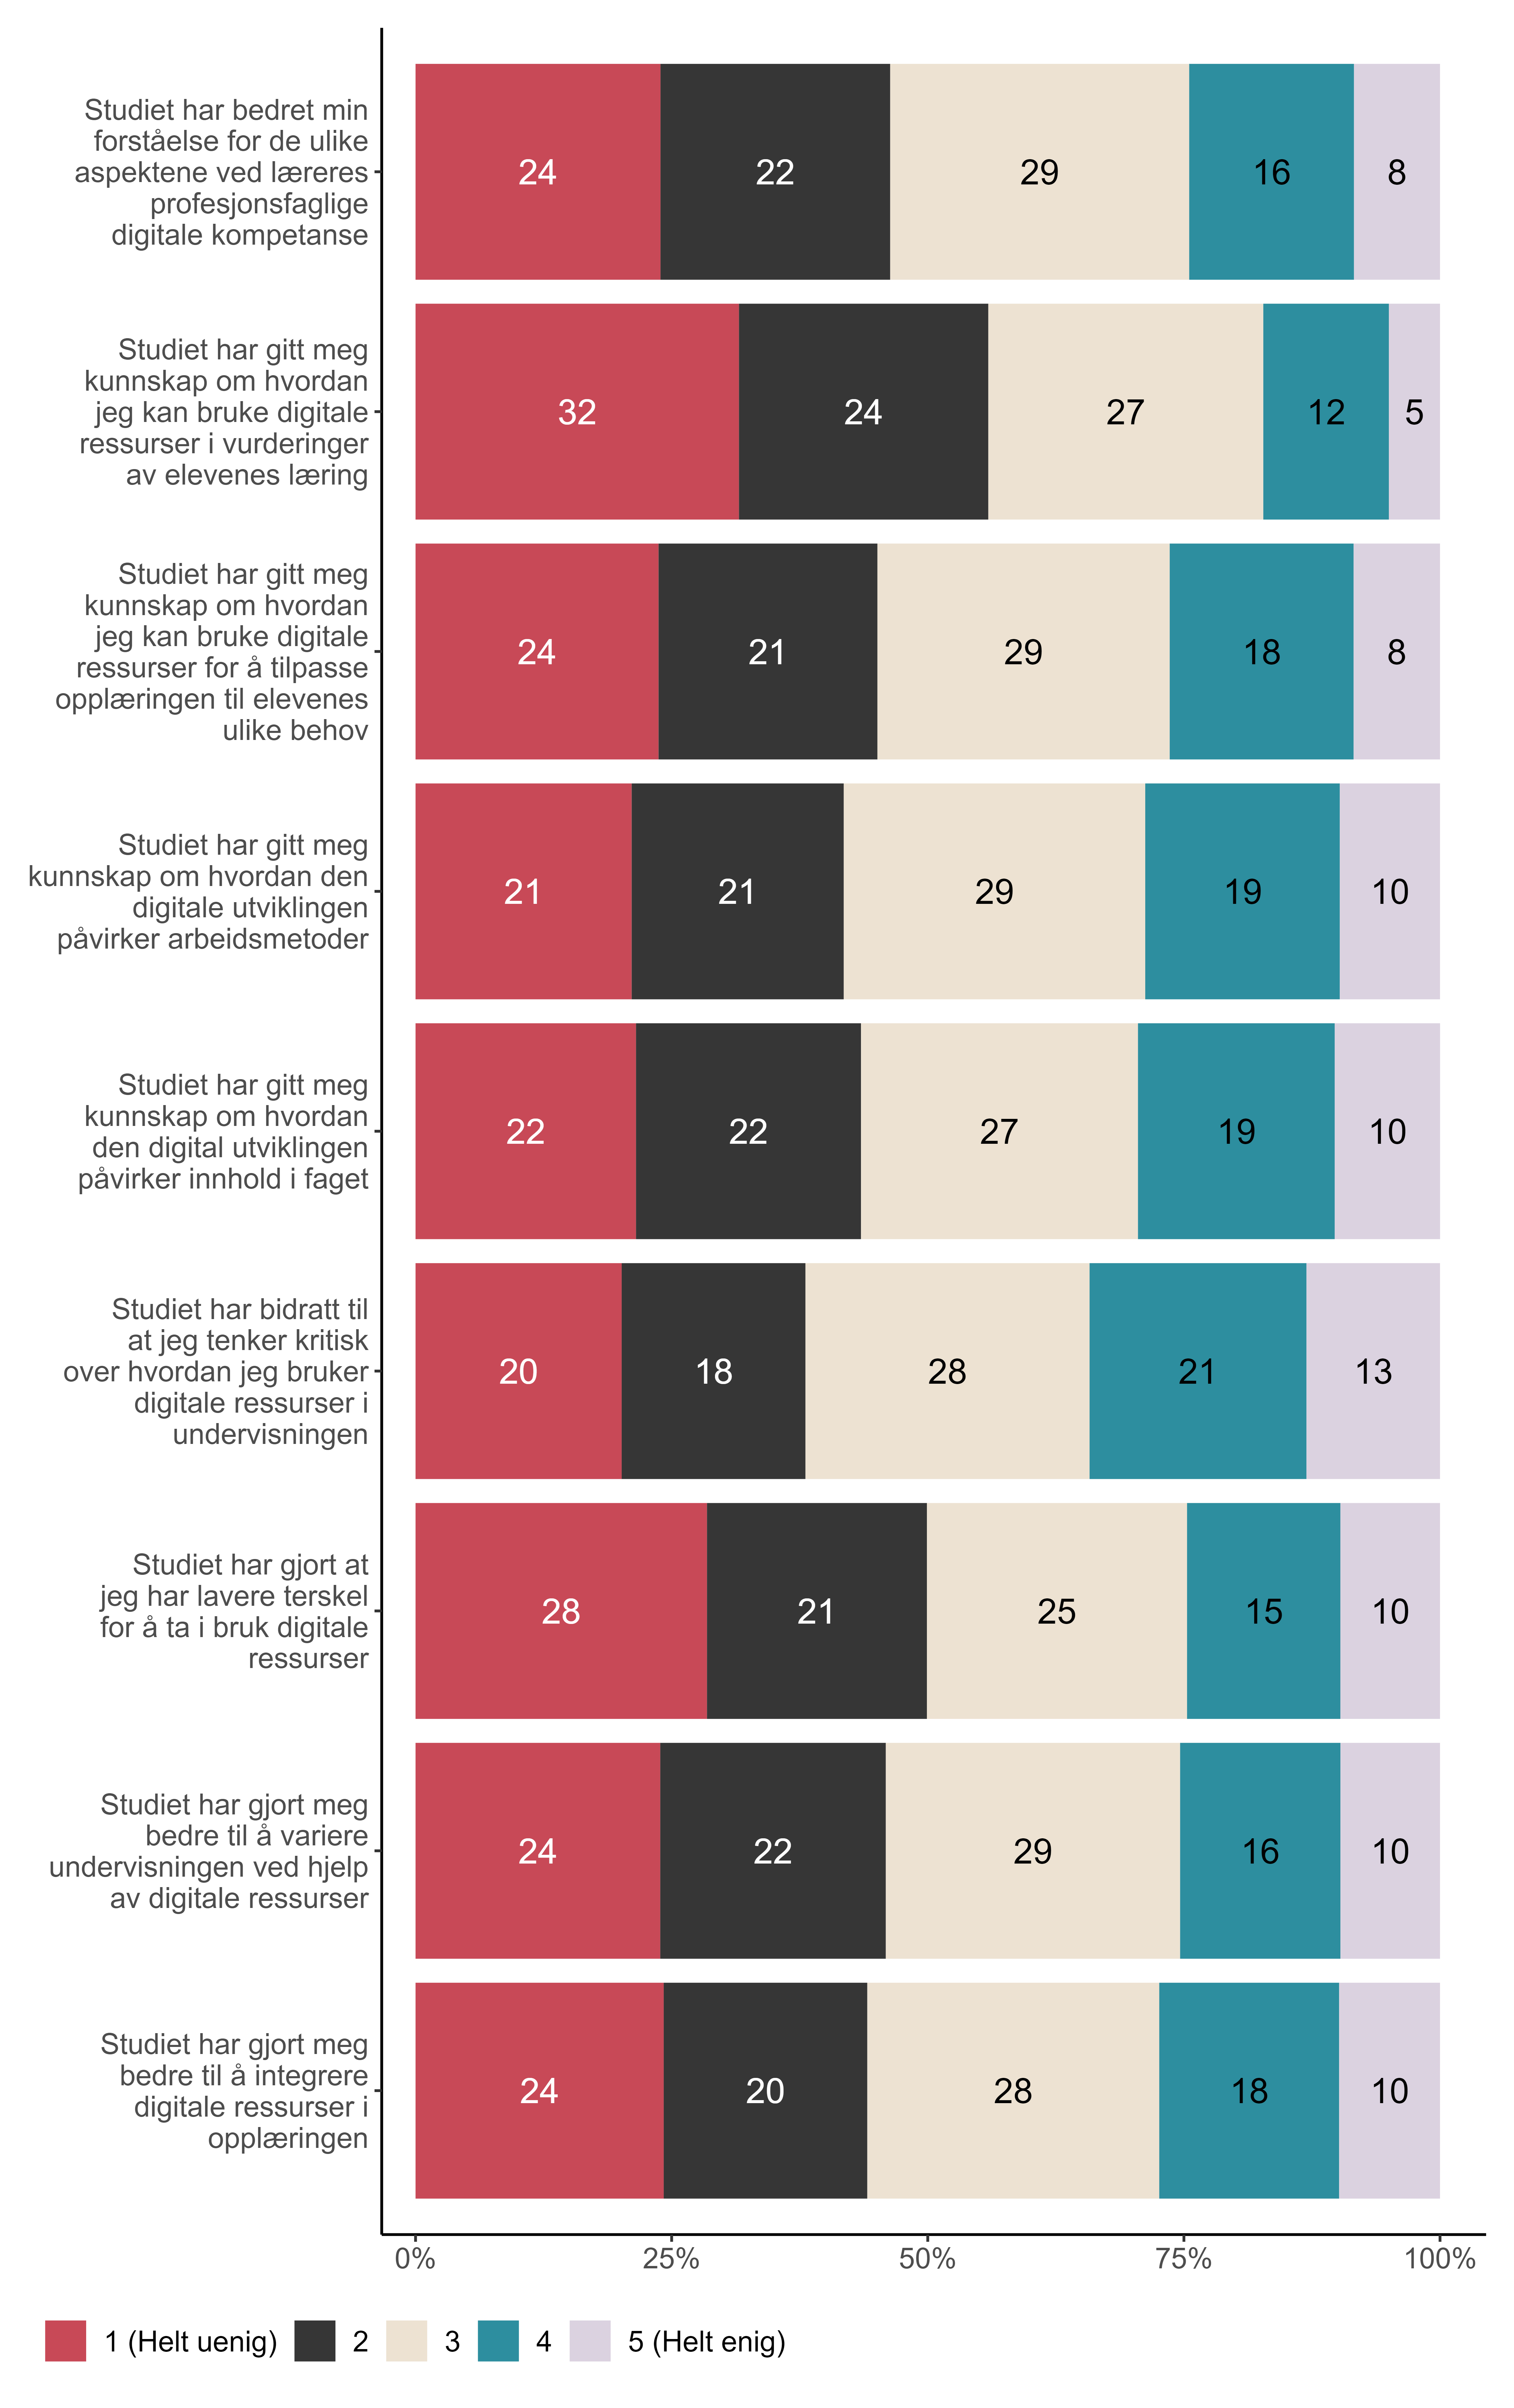 Studiet har bedret min
forståelse for de ulike
aspektene ved læreres
profesjonsfaglige
digitale kompetanse
24 22 29 16 8
Studiet har gitt meg
kunnskap om hvordan
jeg kan bruke digitale
ressurser i vurderinger
av elevenes læring
32 24 27 12 5
Studiet har gitt meg
kunnskap om hvordan
jeg kan bruke digitale
ressurser for å tilpasse
opplæringen til elevenes
ulike behov
24 21 29 18 8
Studiet har gitt meg
kunnskap om hvordan den
digitale utviklingen
påvirker arbeidsmetoder
21 21 29 19 10
Studiet har gitt meg
kunnskap om hvordan
den digital utviklingen
påvirker innhold i faget
22 22 27 19 10
Studiet har bidratt til
at jeg tenker kritisk
over hvordan jeg bruker
digitale ressurser i
undervisningen
20 18 28 21 13
Studiet har gjort at
jeg har lavere terskel
for å ta i bruk digitale
ressurser
28 21 25 15 10
Studiet har gjort meg
bedre til å variere
undervisningen ved hjelp
av digitale ressurser
24 22 29 16 10
Studiet har gjort meg
bedre til å integrere
digitale ressurser i
opplæringen
24 20 28 18 10
0% 25% 50% 75% 100%
1 (Helt uenig) 2 3 4 5 (Helt enig)